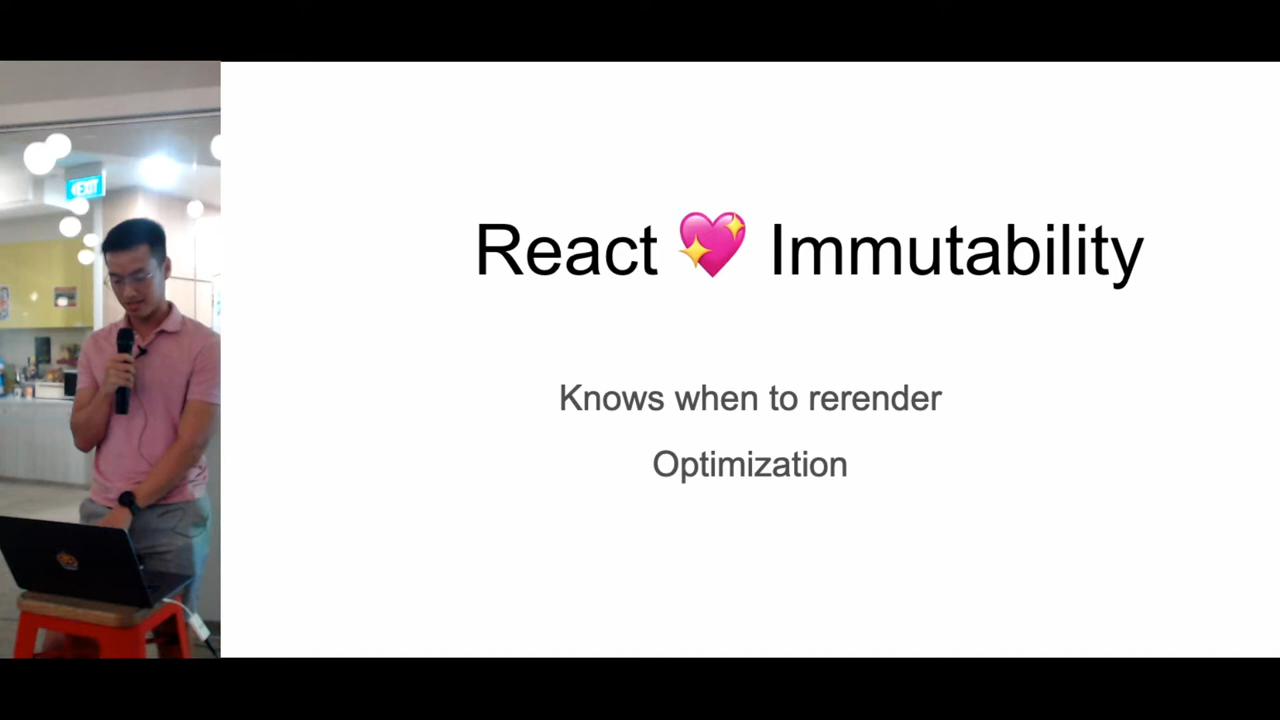 EXIT
React 💖 Immutability
Knows when to rerender
Optimization